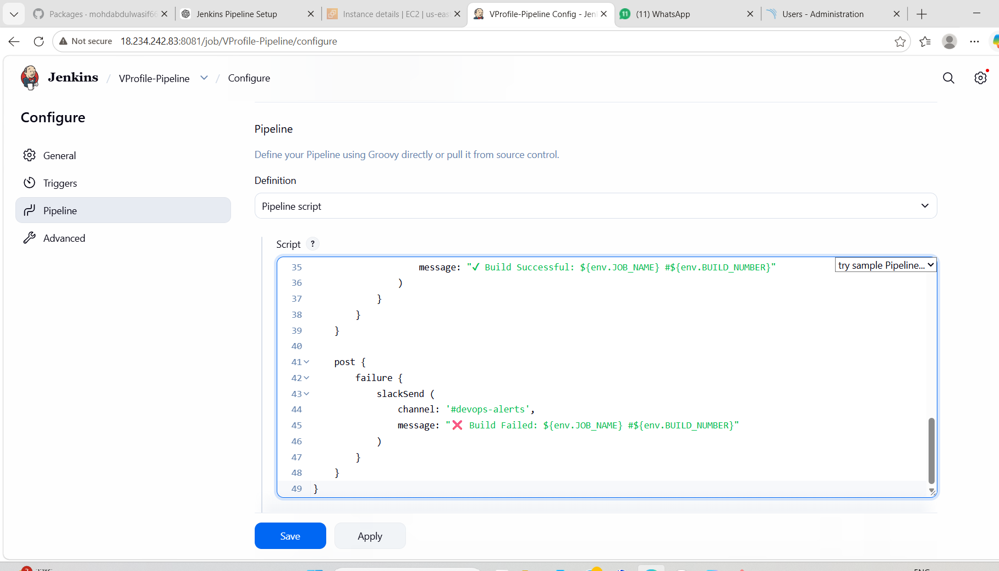 Packages · mohdabdulwasif66
Jenkins Pipeline Setup
Instance details | EC2 | us-east
VProfile-Pipeline Config - Jen
11
(11) WhatsApp
Users - Administration
Not secure
18.234.242.83:8081/job/VProfile-Pipeline/configure
Jenkins / VProfile-Pipeline / Configure
Configure
General
Triggers
Pipeline
Advanced
Pipeline
Define your Pipeline using Groovy directly or pull it from source control.
Definition
Pipeline script
Script ?
try sample Pipeline...
35 message: "✔ Build Successful: ${env.JOB_NAME} #${env.BUILD_NUMBER}"
36 )
37 }
38 }
39 }
40
41 post {
42 failure {
43 slackSend (
44 channel: '#devops-alerts',
45 message: "❌ Build Failed: ${env.JOB_NAME} #${env.BUILD_NUMBER}"
46 )
47 }
48 }
49 }
Save
Apply